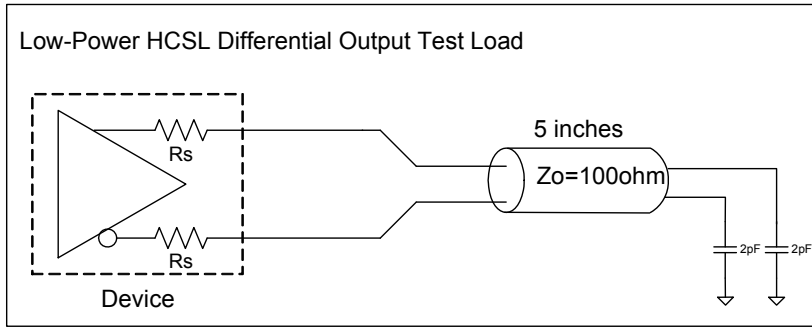 Low-Power HCSL Differential Output Test Load
5 inches
Rs
Zo=100ohm
Rs
2pF
2pF
Device